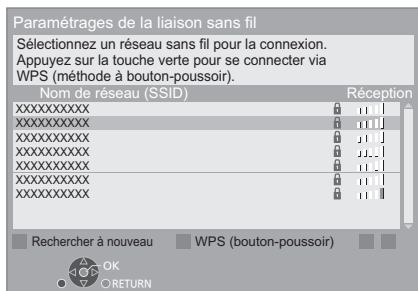 Paramétrages de la liaison sans fil
Sélectionnez un réseau sans fil pour la connexion.
Appuyez sur la touche verte pour se connecter via
WPS (méthode à bouton-poussoir).
Nom de réseau (SSID) Réception
XXXXXXXXXX
XXXXXXXXXX
XXXXXXXXXX
XXXXXXXXXX
XXXXXXXXXX
XXXXXXXXXX
XXXXXXXXXX
Rechercher à nouveau WPS (bouton-poussoir)
OK
RETURN